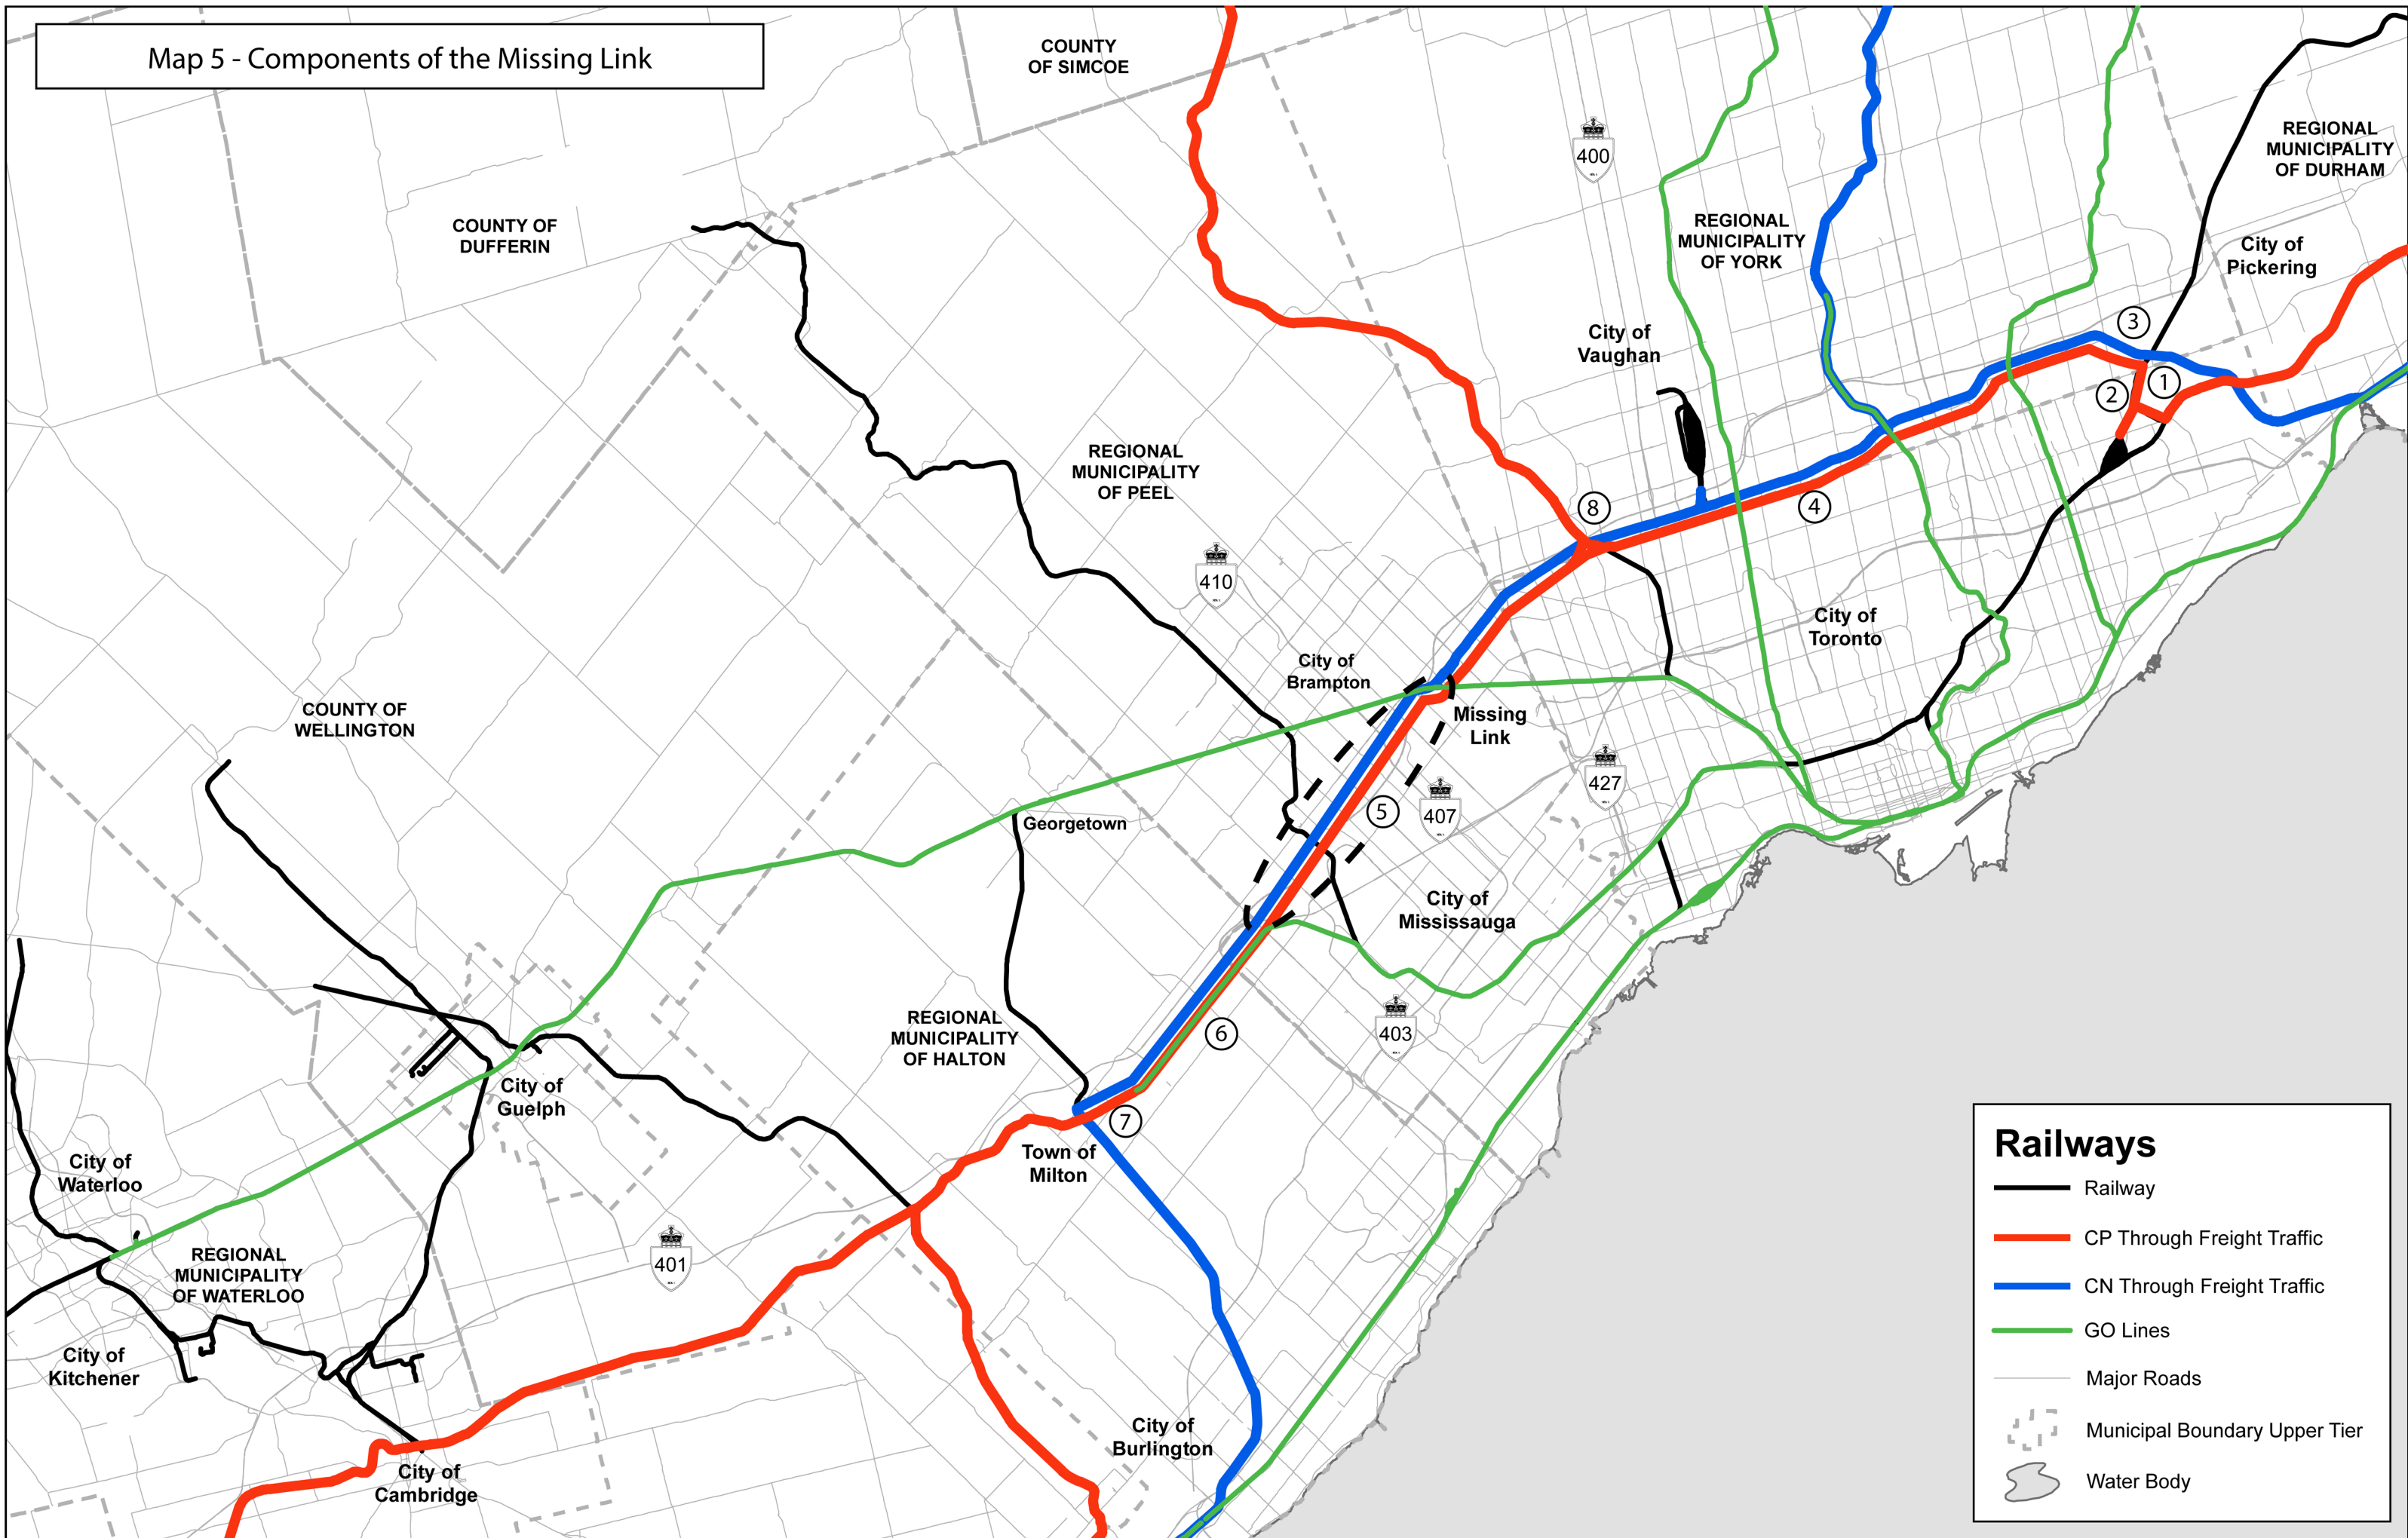 Map 5 - Components of the Missing Link
COUNTY
OF SIMCOE
400
REGIONAL
MUNICIPALITY
OF DURHAM
COUNTY OF
DUFFERIN
REGIONAL
MUNICIPALITY
OF YORK
City of
Pickering
City of
Vaughan
3
1
2
REGIONAL
MUNICIPALITY
OF PEEL
8
4
410
City of
Toronto
City of
Brampton
COUNTY OF
WELLINGTON
Missing
Link
427
407
5
Georgetown
City of
Mississauga
REGIONAL
MUNICIPALITY
OF HALTON
6
403
City of
Guelph
7
Town of
Milton
City of
Waterloo
401
REGIONAL
MUNICIPALITY
OF WATERLOO
City of
Kitchener
City of
Burlington
City of
Cambridge
Railways
Railway
CP Through Freight Traffic
CN Through Freight Traffic
GO Lines
Major Roads
Municipal Boundary Upper Tier
Water Body